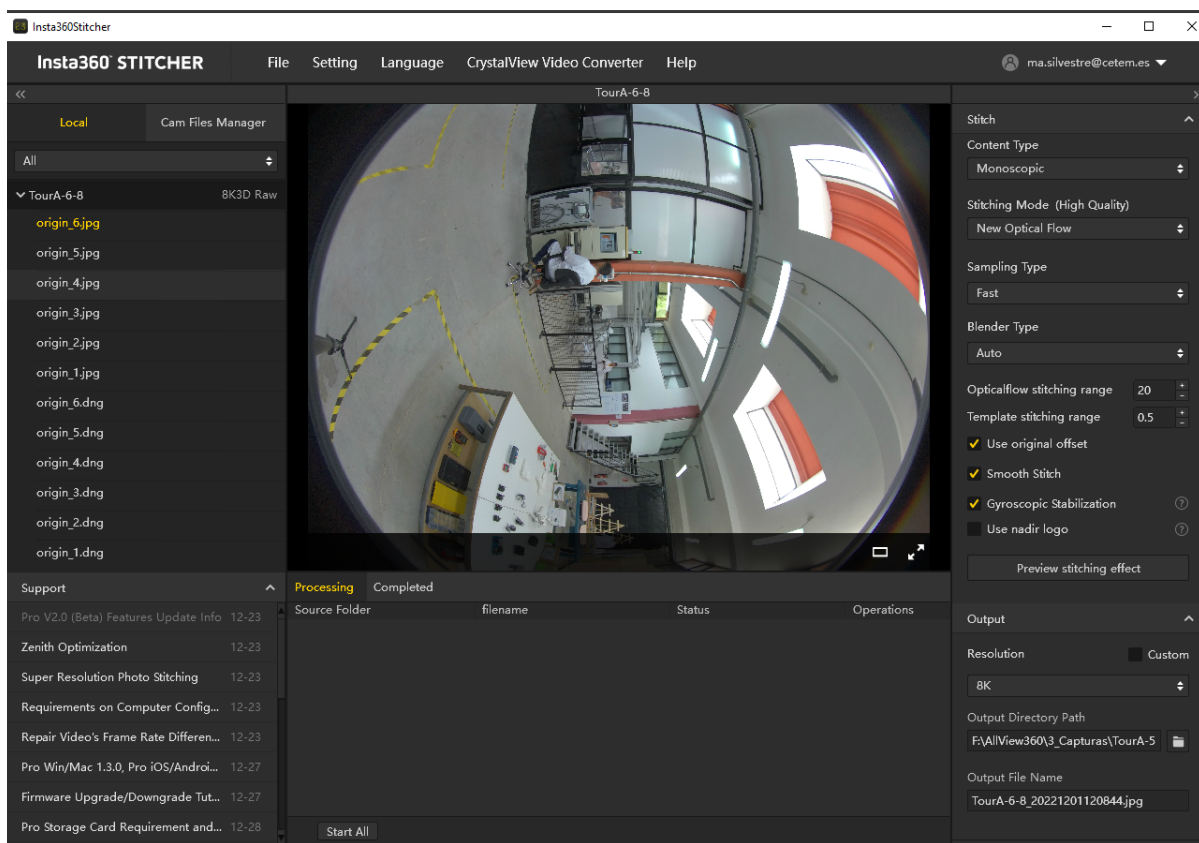 Insta360Stitcher
Insta360 STITCHER File Setting Language CrystalView Video Converter Help ma.silvestre@cetem.es
TourA-6-8
Local Cam Files Manager
All
TourA-6-8 8K3D Raw
origin_6.jpg
origin_5.jpg
origin_4.jpg
origin_3.jpg
origin_2.jpg
origin_1.jpg
origin_6.dng
origin_5.dng
origin_4.dng
origin_3.dng
origin_2.dng
origin_1.dng
Support
Pro V2.0 (Beta) Features Update Info 12-23
Zenith Optimization 12-23
Super Resolution Photo Stitching 12-23
Requirements on Computer Config... 12-23
Repair Video's Frame Rate Differen... 12-23
Pro Win/Mac 1.3.0, Pro iOS/Androi... 12-27
Firmware Upgrade/Downgrade Tut... 12-27
Pro Storage Card Requirement and... 12-28
Processing Completed
Source Folder filename Status Operations
Start All
Stitch
Content Type
Monoscopic
Stitching Mode (High Quality)
New Optical Flow
Sampling Type
Fast
Blender Type
Auto
Opticalflow stitching range 20
Template stitching range 0.5
Use original offset
Smooth Stitch
Gyroscopic Stabilization
Use nadir logo
Preview stitching effect
Output
Resolution Custom
8K
Output Directory Path
F:\AllView360\3_Capturas\TourA-5
Output File Name
TourA-6-8_20221201120844.jpg